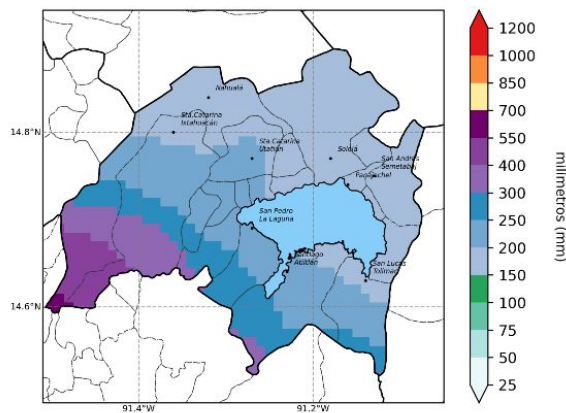 Nahualá
Sta.Catarina
Ixtahuacán
Sta.Catarina
Utatlán
Sololá
San Andrés
Semetabaj
Panajachel
San Pedro
La Laguna
Santiago
Atitlán
San Lucas
Tolimán
14.8°N
14.6°N
91.4°W
91.2°W
1200
1000
850
700
550
400
300
250
200
150
100
75
50
25
milímetros (mm)